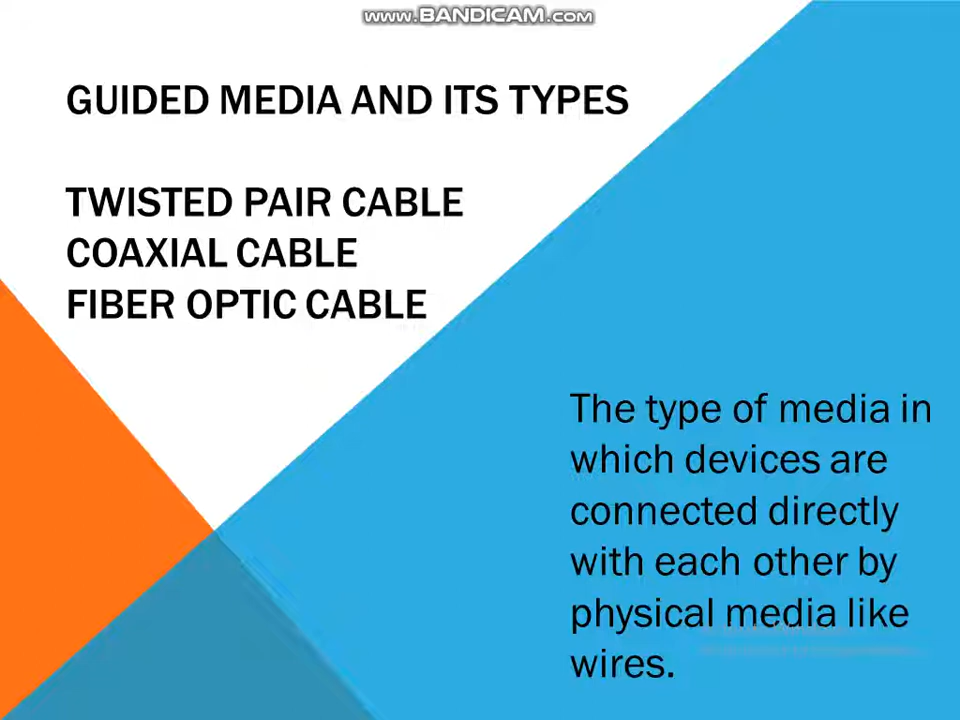 www.BANDICAM.com
GUIDED MEDIA AND ITS TYPES
TWISTED PAIR CABLE
COAXIAL CABLE
FIBER OPTIC CABLE
The type of media in
which devices are
connected directly
with each other by
physical media like
wires.